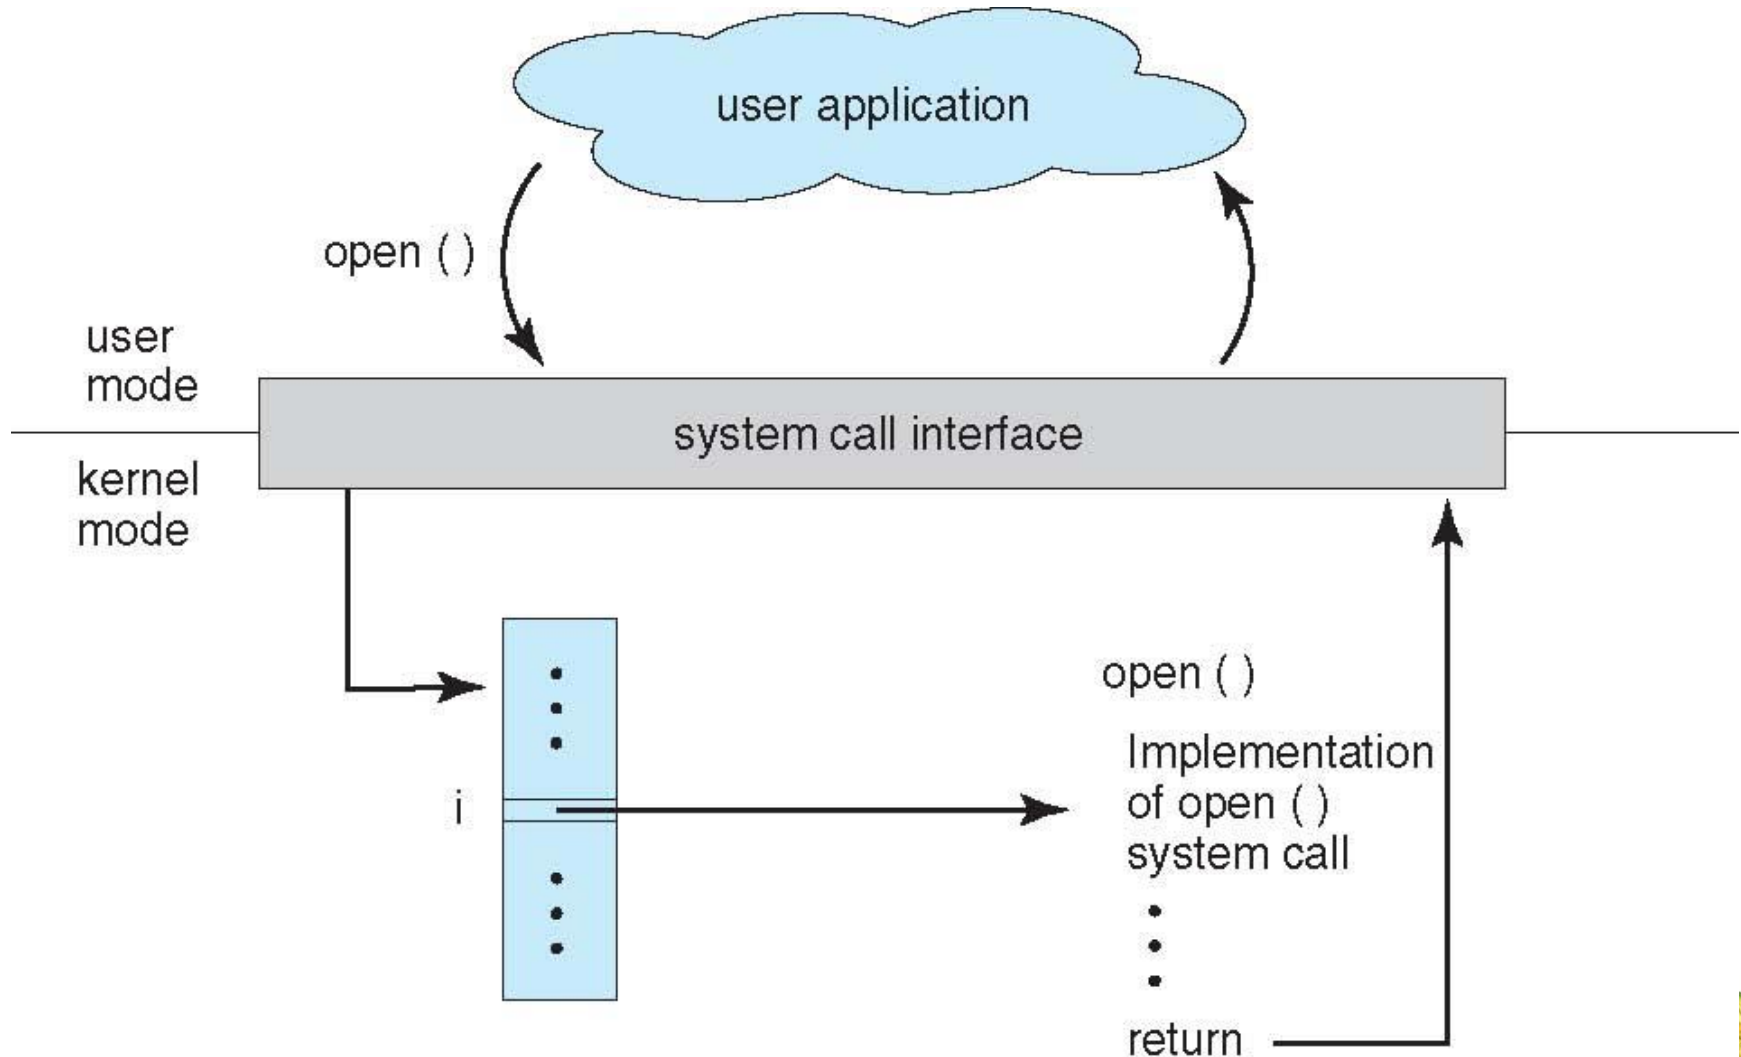 user application
open ( )
user
mode
system call interface
kernel
mode
open ( )
Implementation
i
of open ( )
system call
return